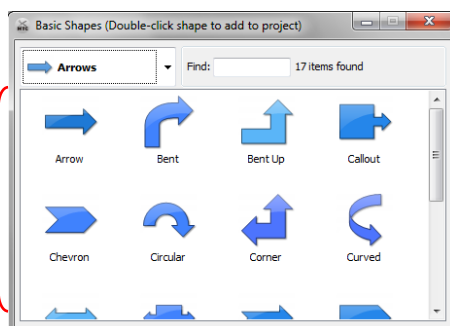 Basic Shapes (Double-click shape to add to project)
Arrows Find: 17 items found
Arrow Bent Bent Up Callout
Chevron Circular Corner Curved